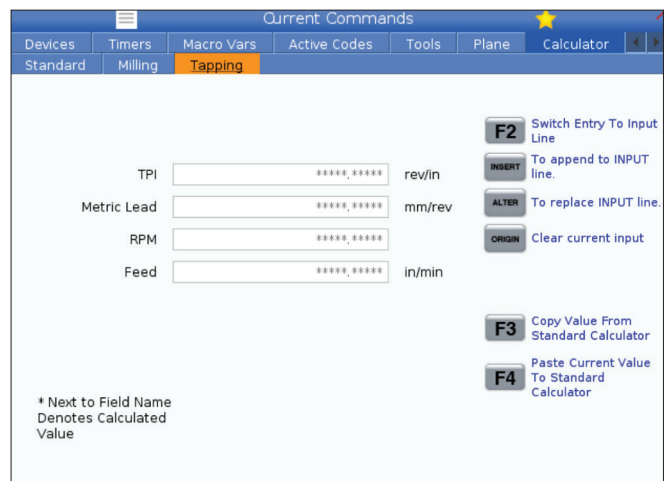 Current Commands
Devices Timers Macro Vars Active Codes Tools Plane Calculator
Standard Milling Tapping
F2 Switch Entry To Input
Line
INSERT To append to INPUT
line.
TPI *****.***** rev/in
Metric Lead *****.***** mm/rev
ALTER To replace INPUT line.
RPM *****.*****
ORIGIN Clear current input
Feed *****.***** in/min
F3 Copy Value From
Standard Calculator
F4 Paste Current Value
To Standard
Calculator
* Next to Field Name
Denotes Calculated
Value